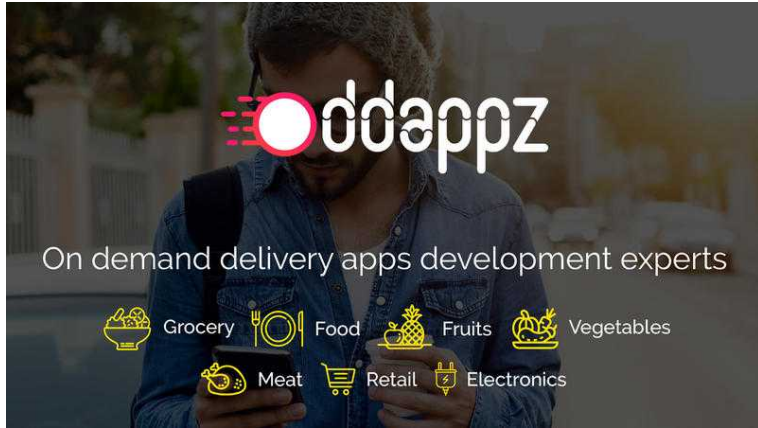 Oddappz
On demand delivery apps development experts
Grocery Food Fruits Vegetables
Meat Retail Electronics